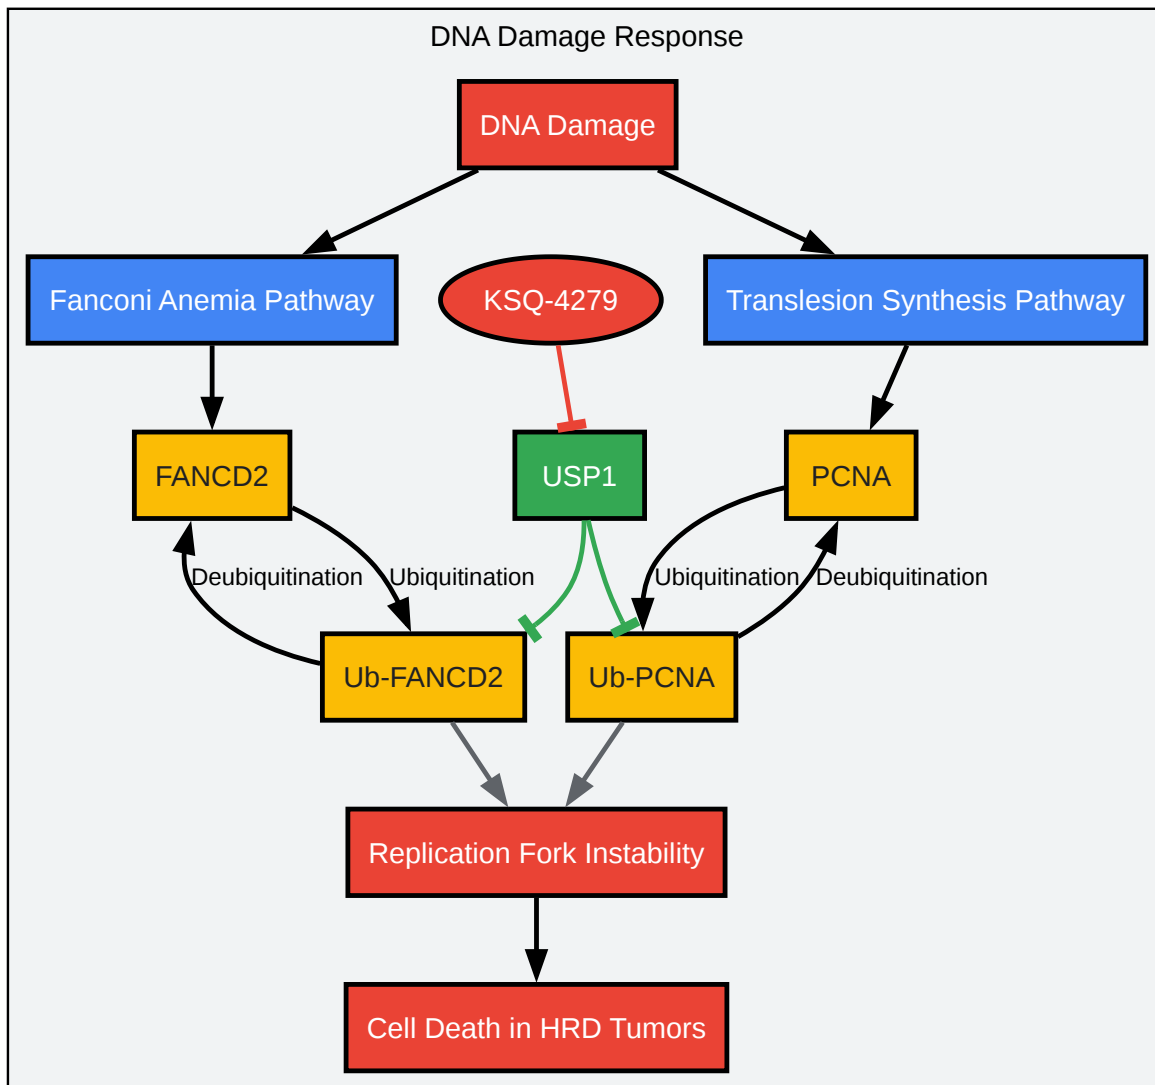 DNA Damage Response
DNA Damage
Fanconi Anemia Pathway
KSQ-4279
Translesion Synthesis Pathway
FANCD2
USP1
PCNA
Deubiquitination
Ubiquitination
Ubiquitination
Deubiquitination
Ub-FANCD2
Ub-PCNA
Replication Fork Instability
Cell Death in HRD Tumors